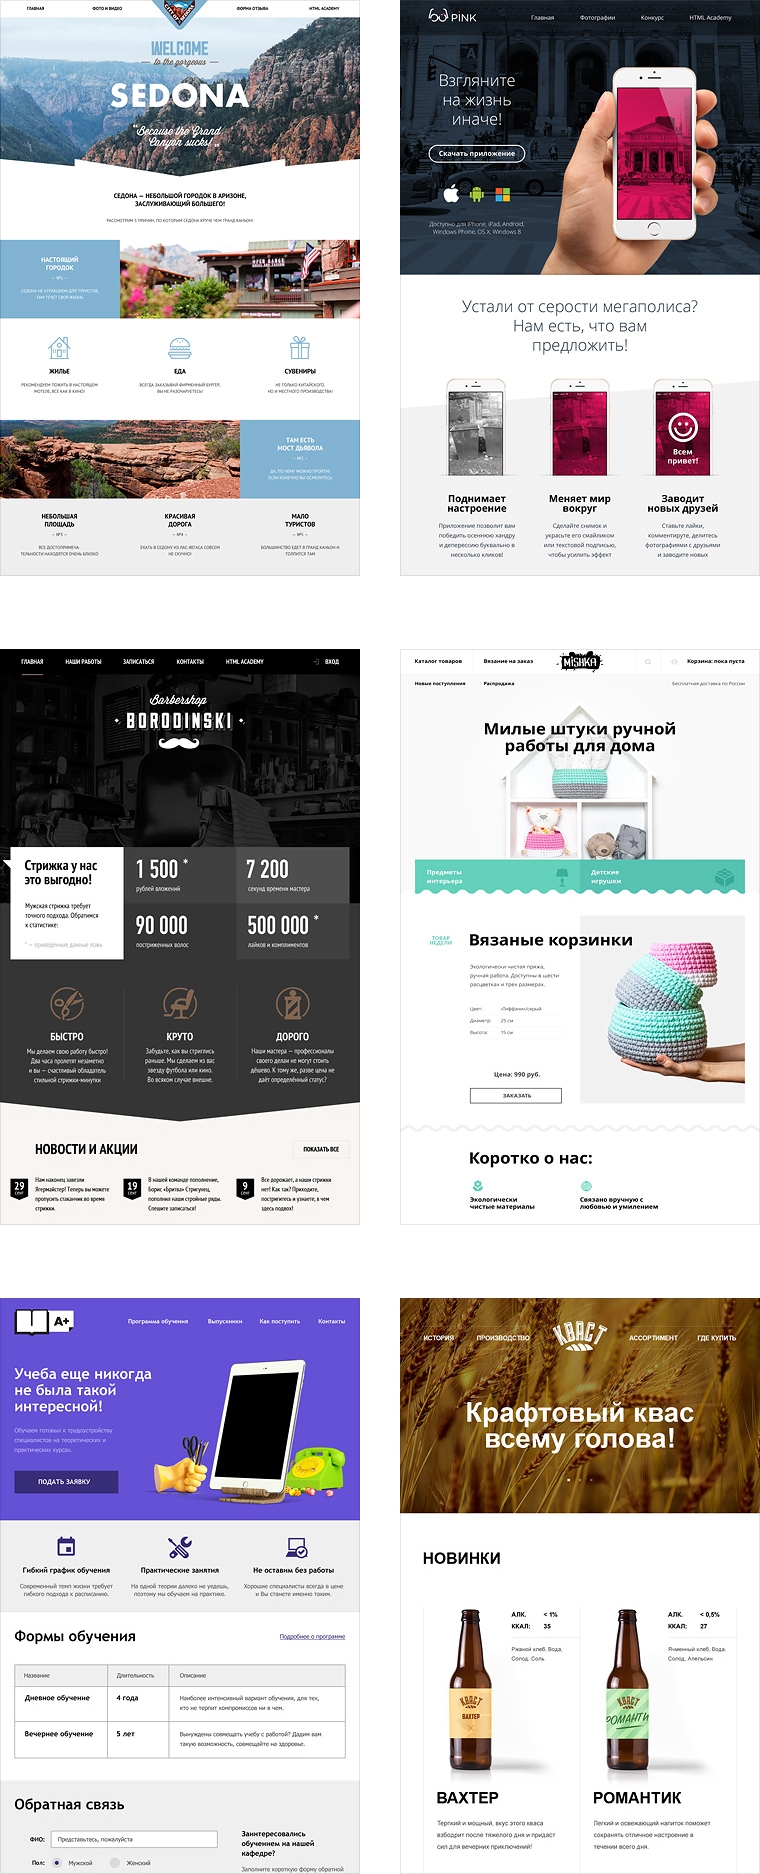 ГЛАВНАЯ
ФОТО И ВИДЕО
ФОРМА ОТЗЫВА
HTML ACADEMY
WELCOME
to the gorgeous
SEDONA
"Because the Grand
Canyon sucks!"
СЕДОНА — НЕБОЛЬШОЙ ГОРОДОК В АРИЗОНЕ,
ЗАСЛУЖИВАЮЩИЙ БОЛЬШЕГО!
РАССМОТРИМ 5 ПРИЧИН, ПО КОТОРЫМ СЕДОНА КРУЧЕ ЧЕМ ГРАНД КАНЬОН!
НАСТОЯЩИЙ
ГОРОДОК
— №1 —
СЕДОНА НЕ АТТРАКЦИОН ДЛЯ ТУРИСТОВ,
ТАМ ТЕЧЕТ СВОЯ ЖИЗНЬ
ЖИЛЬЕ
РЕКОМЕНДУЕМ ПОЖИТЬ В НАСТОЯЩЕМ
МОТЕЛЕ, ВСЕ КАК В КИНО!
ЕДА
ВСЕГДА ЗАКАЗЫВАЙ ФИРМЕННЫЙ БУРГЕР,
ВЫ НЕ РАЗОЧАРУЕТЕСЬ!
СУВЕНИРЫ
НЕ ТОЛЬКО КИТАЙСКОГО,
НО И МЕСТНОГО ПРОИЗВОДСТВА!
ТАМ ЕСТЬ
МОСТ ДЬЯВОЛА
— №2 —
ДА, ПО НЕМУ МОЖНО ПРОЙТИ!
ЕСЛИ КОНЕЧНО ВЫ ОСМЕЛИТЕСЬ
НЕБОЛЬШАЯ
ПЛОЩАДЬ
— №3 —
ВСЕ ДОСТОПРИМЕЧА-
ТЕЛЬНОСТИ НАХОДЯТСЯ ОЧЕНЬ БЛИЗКО
КРАСИВАЯ
ДОРОГА
— №4 —
ЕХАТЬ В СЕДОНУ ИЗ ЛАС-ВЕГАСА СОВСЕМ
НЕ СКУЧНО!
МАЛО
ТУРИСТОВ
— №5 —
БОЛЬШИНСТВО ЕДЕТ В ГРАНД КАНЬОН И
ТОЛПИТСЯ ТАМ
PINK
Главная
Фотографии
Конкурс
HTML Academy
Взгляните
на жизнь
иначе!
Скачать приложение
Доступно для iPhone, iPad, Android,
Windows Phone, OS X, Windows 8
Устали от серости мегаполиса?
Нам есть, что вам
предложить!
Всем
привет!
Поднимает
настроение
Приложение позволит вам
победить осеннюю хандру
и депрессию буквально в
несколько кликов!
Меняет мир
вокруг
Сделайте снимок и
украсьте его смайликом
или текстовой подписью,
чтобы усилить эффект
Заводит
новых друзей
Ставьте лайки,
комментируте, делитесь
фотографиями с друзьями
и заводите новых
ГЛАВНАЯ
НАШИ РАБОТЫ
ЗАПИСАТЬСЯ
КОНТАКТЫ
HTML ACADEMY
ВХОД
Barbershop
BORODINSKI
Стрижка у нас
это выгодно!
Мужская стрижка требует
точного подхода. Обратимся
к статистике:
* — приведённые данные ложь
1 500 *
рублей вложений
7 200
секунд времени мастера
90 000
постриженных волос
500 000 *
лайков и комплиментов
БЫСТРО
Мы делаем свою работу быстро!
Два часа пролетят незаметно
и вы — счастливый обладатель
стильной стрижки-минутки
КРУТО
Забудьте, как вы стриглись
раньше. Мы сделаем из вас
звезду футбола или кино.
Во всяком случае внешне.
ДОРОГО
Наши мастера — профессионалы
своего дела и не могут стоить
дёшево. К тому же, разве цена не
даёт определённый статус?
НОВОСТИ И АКЦИИ
ПОКАЗАТЬ ВСЕ
29
сент
Нам наконец завезли
Ягермайстер! Теперь вы можете
пропустить стаканчик во время
стрижки.
19
сент
В нашей команде пополнение,
Борис «Бритва» Стригунец,
пополнил наши стройные ряды.
Спешите записаться!
9
сент
Все дорожает, а наши стрижки
нет! Как так? Приходите,
постригитесь и узнаете, в чем
здесь подвох!
Каталог товаров
Вязание на заказ
MISHKA
Корзина: пока пуста
Новые поступления
Распродажа
Бесплатная доставка по России
Милые штуки ручной
работы для дома
Предметы
интерьера
Детские
игрушки
ТОВАР
НЕДЕЛИ
Вязаные корзинки
Экологически чистая пряжа,
ручная работа. Доступны в шести
расцветках и трех размерах.
Цвет: «Тиффани»/серый
Диаметр: 25 см
Высота: 15 см
Цена: 990 руб.
ЗАКАЗАТЬ
Коротко о нас:
Экологически
чистые материалы
Связано вручную с
любовью и умилением
A+
Программа обучения
Выпускники
Как поступить
Контакты
Учеба еще никогда
не была такой
интересной!
Обучаем готовых к трудоустройству
специалистов на теоретических и
практических курсах.
ПОДАТЬ ЗАЯВКУ
Гибкий график обучения
Современный темп жизни требует
гибкого подхода к расписанию.
Практические занятия
На одной теории далеко не уедешь,
поэтому мы обучаем на практике.
Не оставим без работы
Хорошие специалисты всегда в цене
и Вы станете именно таким.
Формы обучения
Подробнее о программе
Название
Длительность
Описание
Дневное обучение
4 года
Наиболее интенсивный вариант обучения, для тех,
кто не терпит компромиссов ни в чем.
Вечернее обучение
5 лет
Вынуждены совмещать учебу с работой? Дадим вам
такую возможность, совмещайте на здоровье.
Обратная связь
ФИО:
Представьтесь, пожалуйста
Пол:
Мужской
Женский
Заинтересовались
обучением на нашей
кафедре?
Заполните короткую форму обратной
ИСТОРИЯ
ПРОИЗВОДСТВО
КВАСТ
АССОРТИМЕНТ
ГДЕ КУПИТЬ
Крафтовый квас
всему голова!
НОВИНКИ
АЛК. < 1%
ККАЛ: 35
Ржаной хлеб, Вода,
Солод, Соль
КВАСТ
ВАХТЕР
ВАХТЕР
Терпкий и мощный, вкус этого кваса
взбодрит после тяжелого дня и придаст
сил для вечерних приключений!
АЛК. < 0,5%
ККАЛ: 27
Ячменный хлеб, Вода,
Солод, Апельсин
КВАСТ
РОМАНТИ
РОМАНТИК
Легкий и освежающий напиток поможет
сохранять отличное настроение в
течении всего дня.